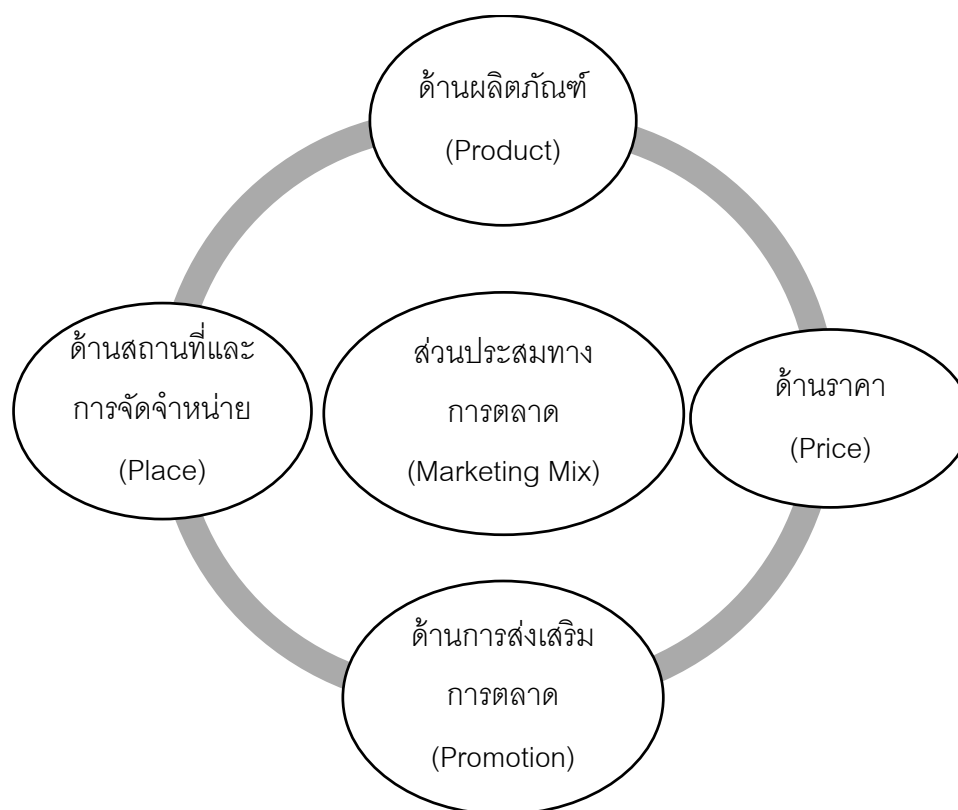 ด้านผลิตภัณฑ์
(Product)
ด้านสถานที่และ
การจัดจำหน่าย
(Place)
ส่วนประสมทาง
การตลาด
(Marketing Mix)
ด้านราคา
(Price)
ด้านการส่งเสริม
การตลาด
(Promotion)